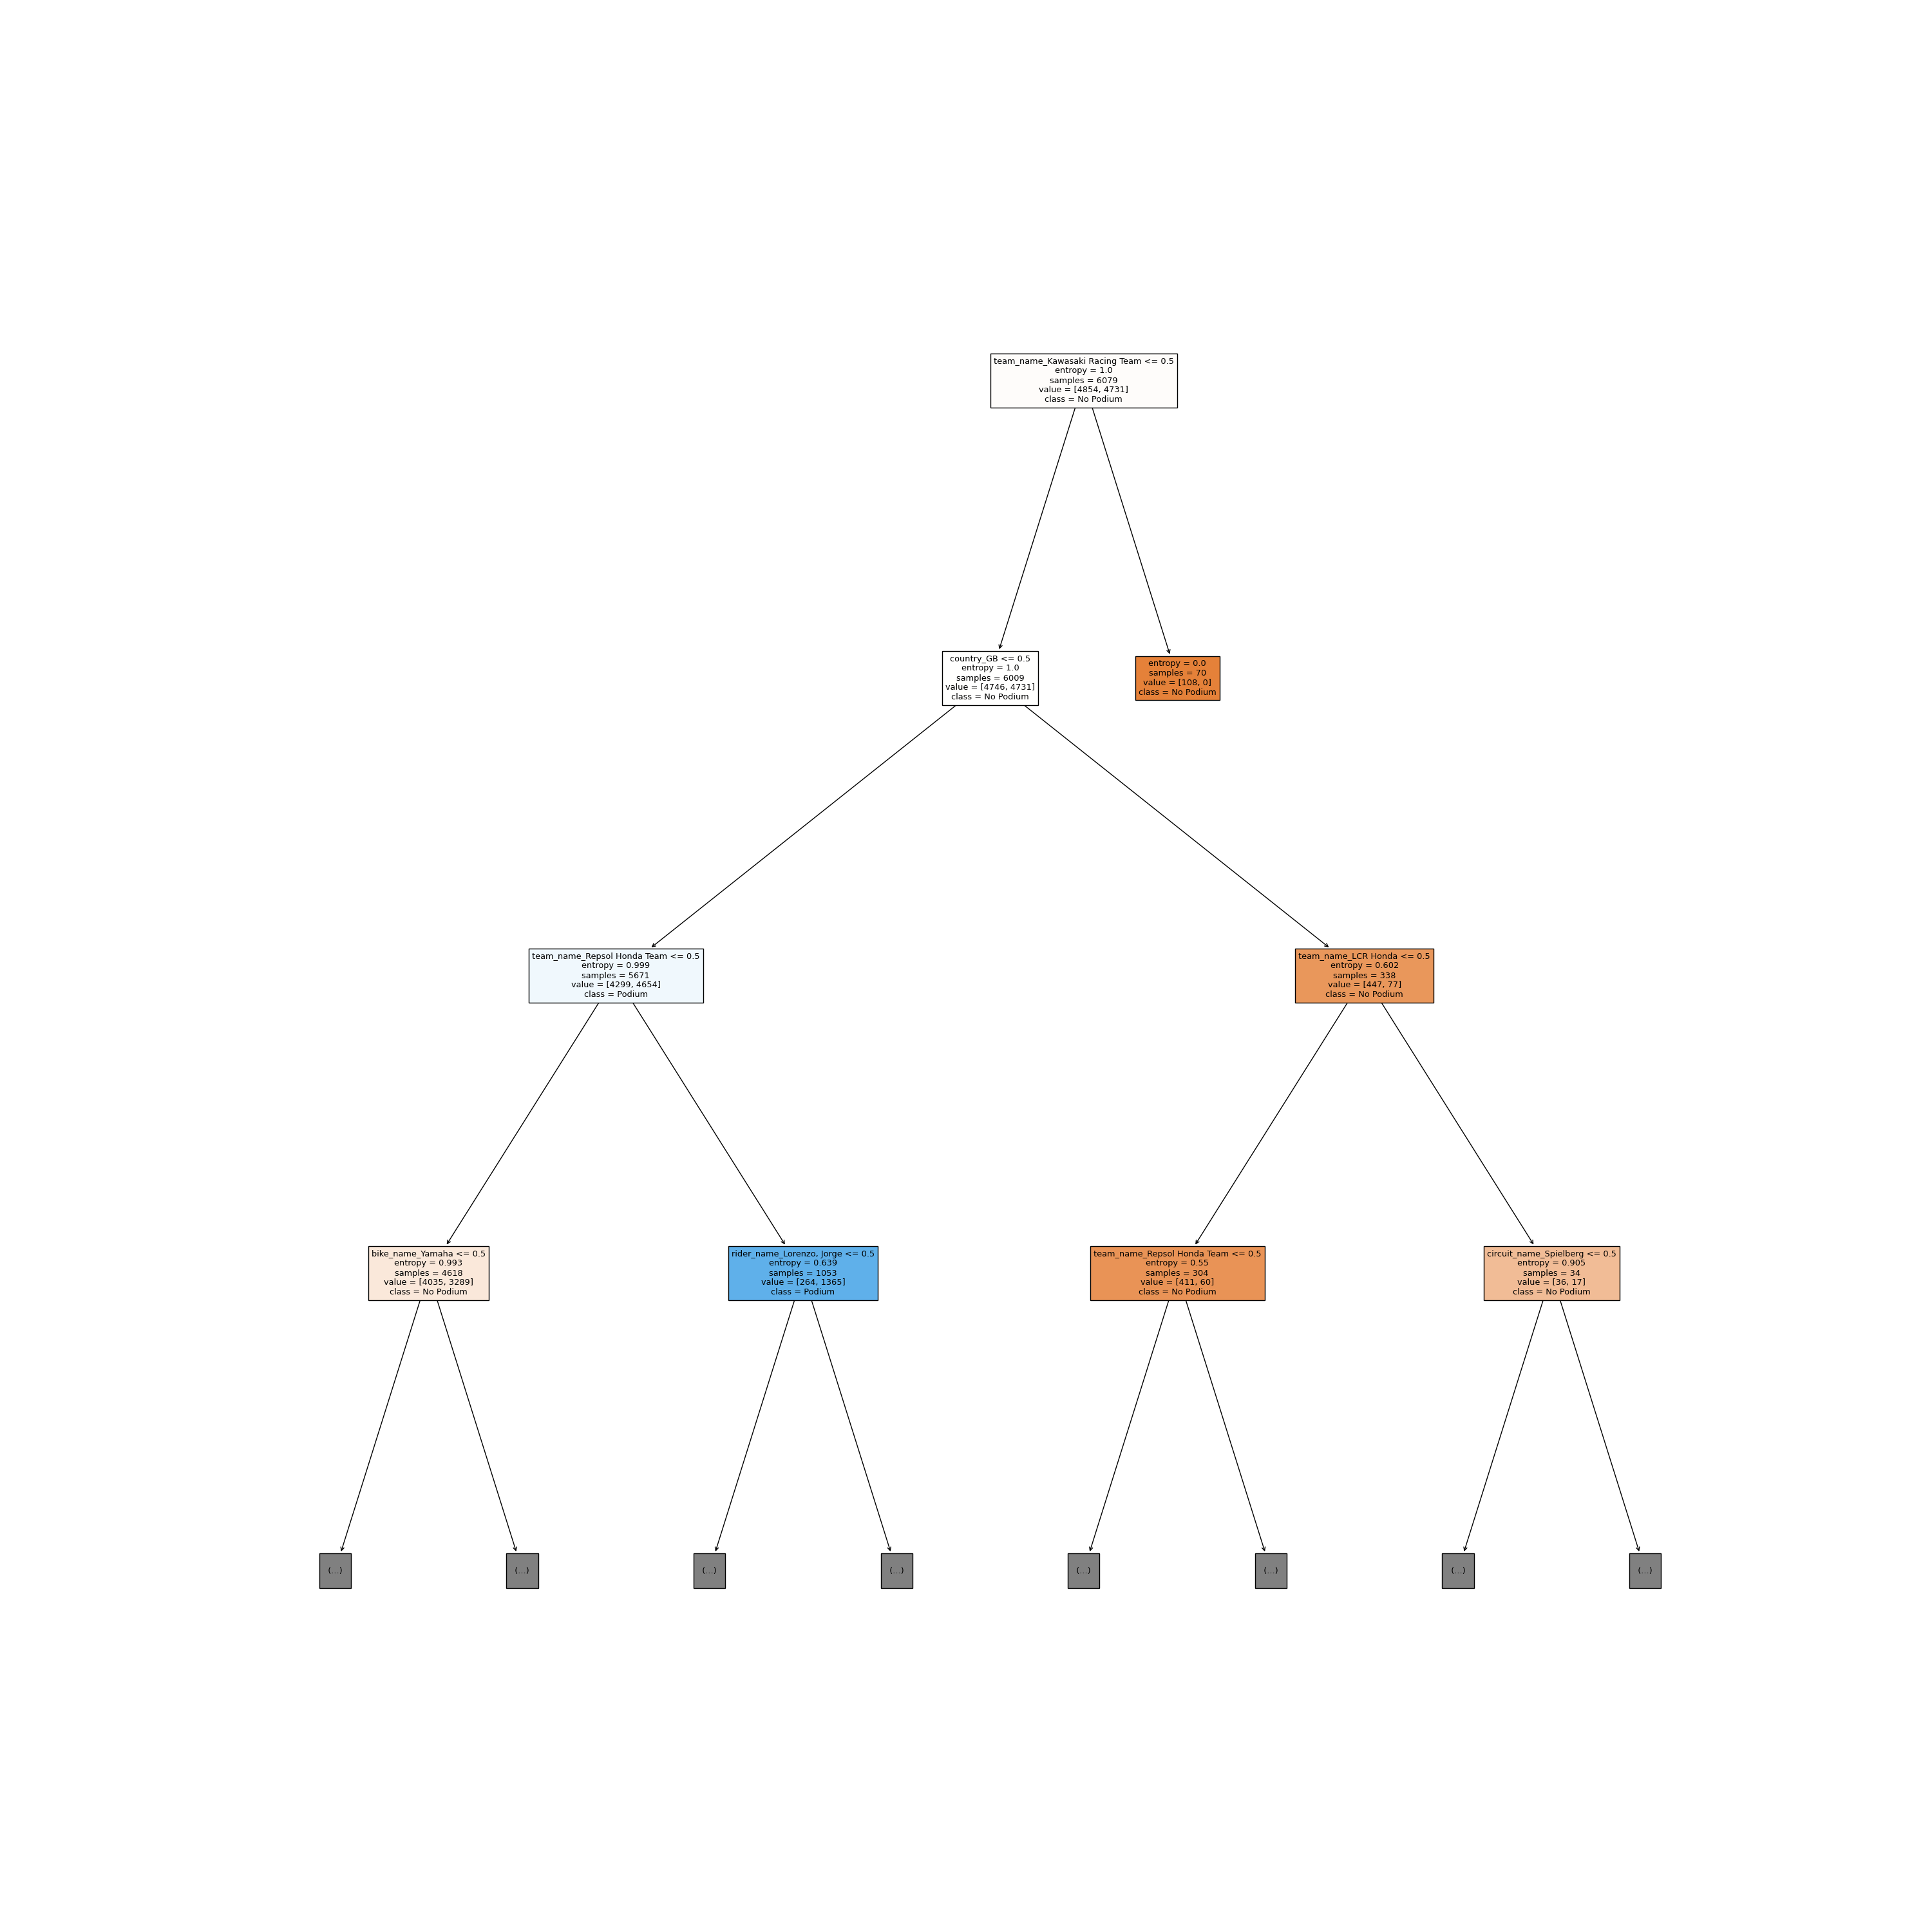 team_name_Kawasaki Racing Team <= 0.5
entropy = 1.0
samples = 6079
value = [4854, 4731]
class = No Podium
country_GB <= 0.5
entropy = 1.0
samples = 6009
value = [4746, 4731]
class = No Podium
entropy = 0.0
samples = 70
value = [108, 0]
class = No Podium
team_name_Repsol Honda Team <= 0.5
entropy = 0.999
samples = 5671
value = [4299, 4654]
class = Podium
team_name_LCR Honda <= 0.5
entropy = 0.602
samples = 338
value = [447, 77]
class = No Podium
bike_name_Yamaha <= 0.5
entropy = 0.993
samples = 4618
value = [4035, 3289]
class = No Podium
rider_name_Lorenzo, Jorge <= 0.5
entropy = 0.639
samples = 1053
value = [264, 1365]
class = Podium
team_name_Repsol Honda Team <= 0.5
entropy = 0.55
samples = 304
value = [411, 60]
class = No Podium
circuit_name_Spielberg <= 0.5
entropy = 0.905
samples = 34
value = [36, 17]
class = No Podium
(...)
(...)
(...)
(...)
(...)
(...)
(...)
(...)